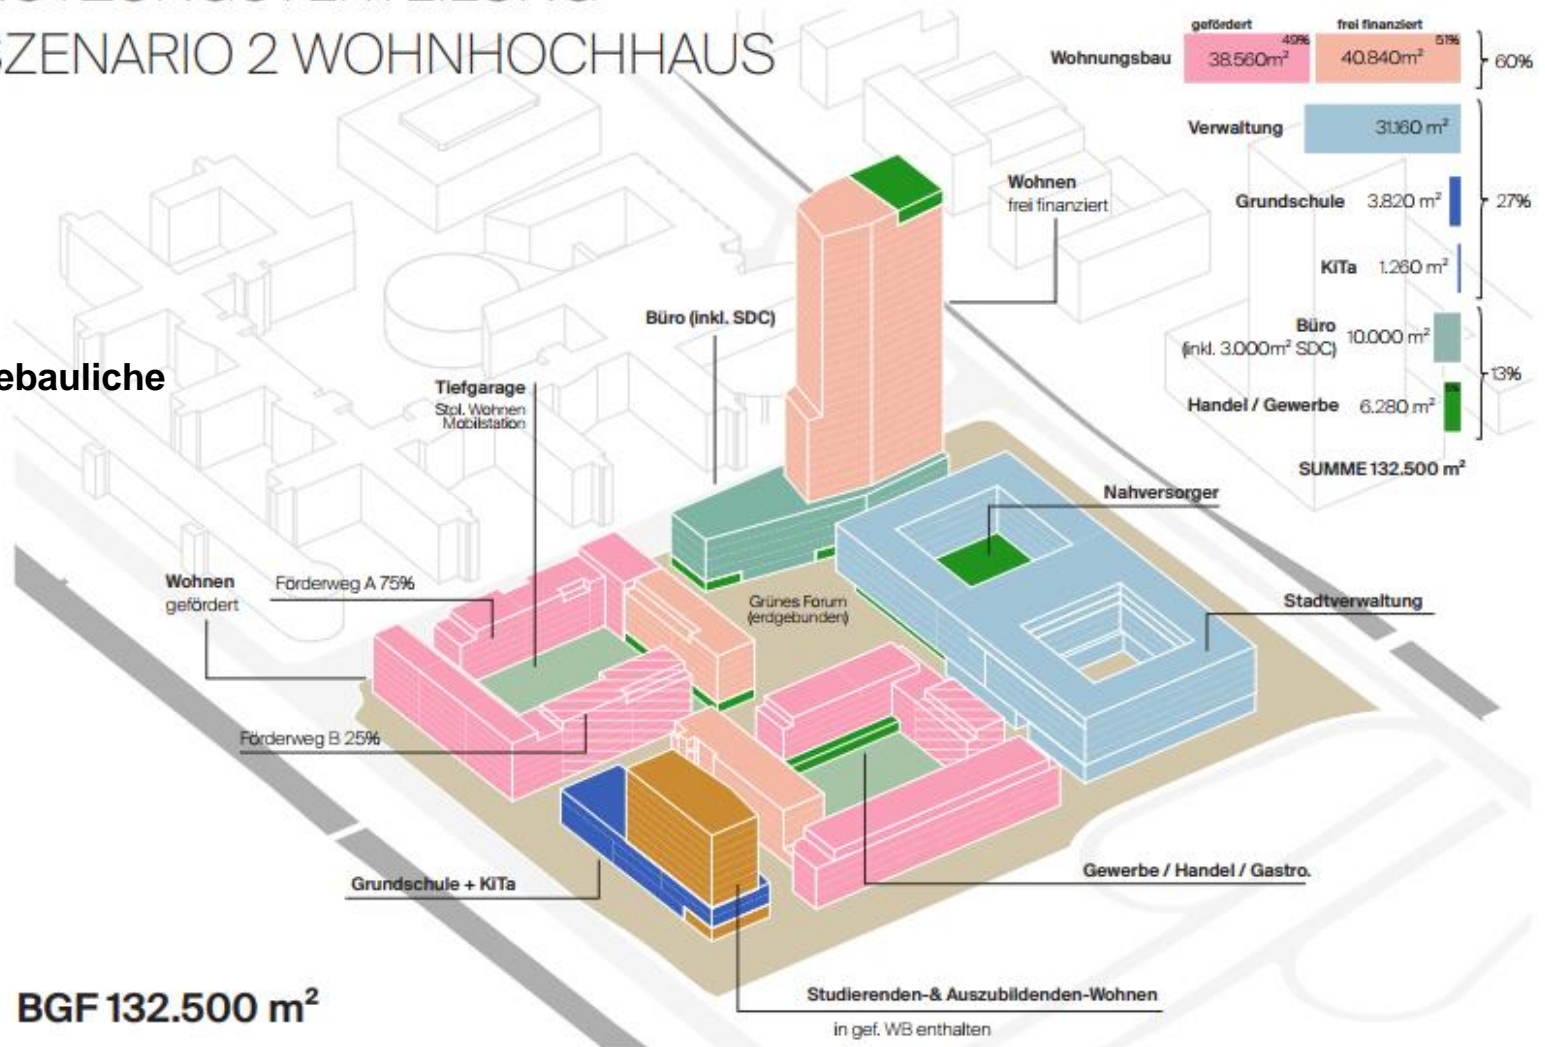 SZENARIO 2 WOHNHOCHHAUS
gefördert
frei finanziert
Wohnungsbau
49%
38.560m²
51%
40.840m²
60%
Verwaltung
31.160 m²
Grundschule
3.820 m²
27%
KiTa
1.260 m²
Büro
(inkl. 3.000m² SDC)
10.000 m²
13%
Handel / Gewerbe
6.280 m²
5%
SUMME 132.500 m²
Wohnen
frei finanziert
Büro (inkl. SDC)
ebauliche
Tiefgarage
Stpl. Wohnen
Mobilstation
Nahversorger
Wohnen
gefördert
Förderweg A 75%
Grünes Forum
(erdgebunden)
Stadtverwaltung
Förderweg B 25%
Grundschule + KiTa
Gewerbe / Handel / Gastro.
Studierenden-& Auszubildenden-Wohnen
in gef. WB enthalten
BGF 132.500 m²